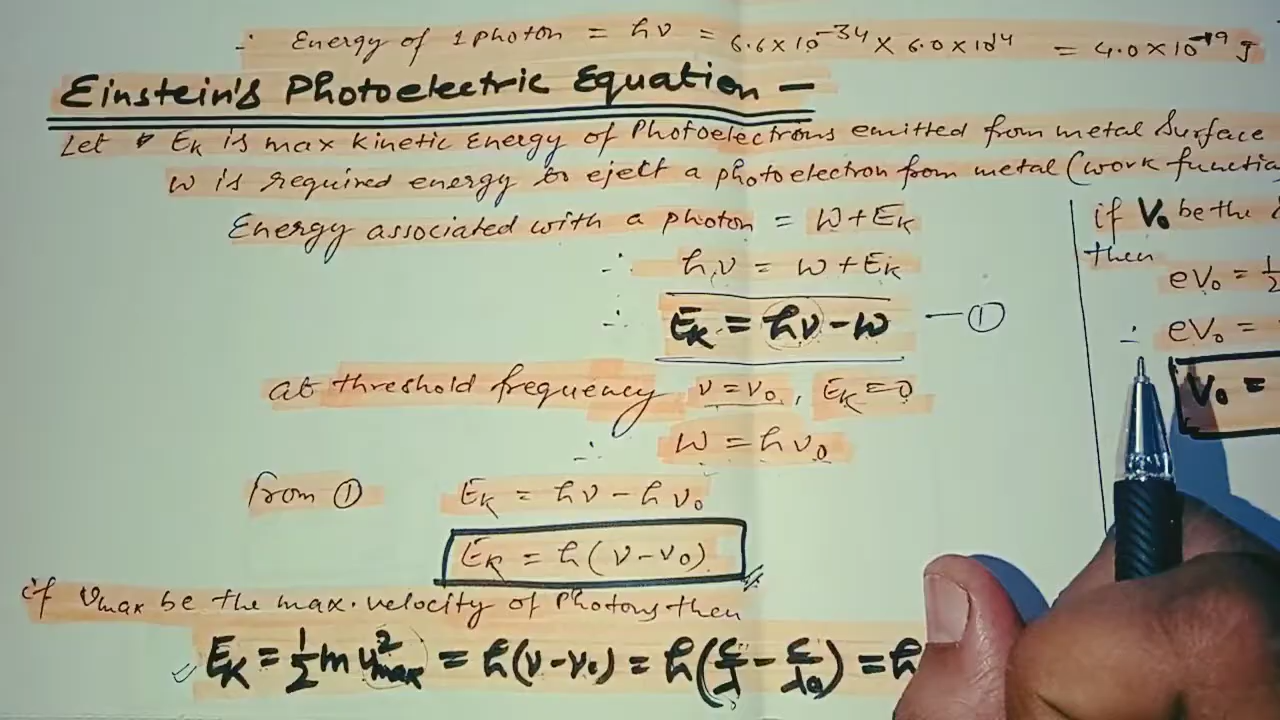 ∴ Energy of 1 photon = hν = 6.6 × 10⁻³⁴ × 6.0 × 10¹⁴ = 4.0 × 10⁻¹⁹ J
Einstein's Photoelectric Equation –
Let EK is max kinetic Energy of Photoelectrons emitted from metal Surface
W is required energy to eject a photoelectron from metal (work functi
Energy associated with a photon = W + EK
∴ hν = W + EK
∴ EK = hν – W — ①
at threshold frequency ν = ν₀, EK = 0
∴ W = hν₀
from ① EK = hν – hν₀
EK = h(ν – ν₀)
if vmax be the max. velocity of Photons then
EK = ½ m v²max = h(ν – ν₀) = h(c/λ – c/λ₀) = h
if V₀ be the
then
eV₀ = ½
∴ eV₀ =
V₀ =